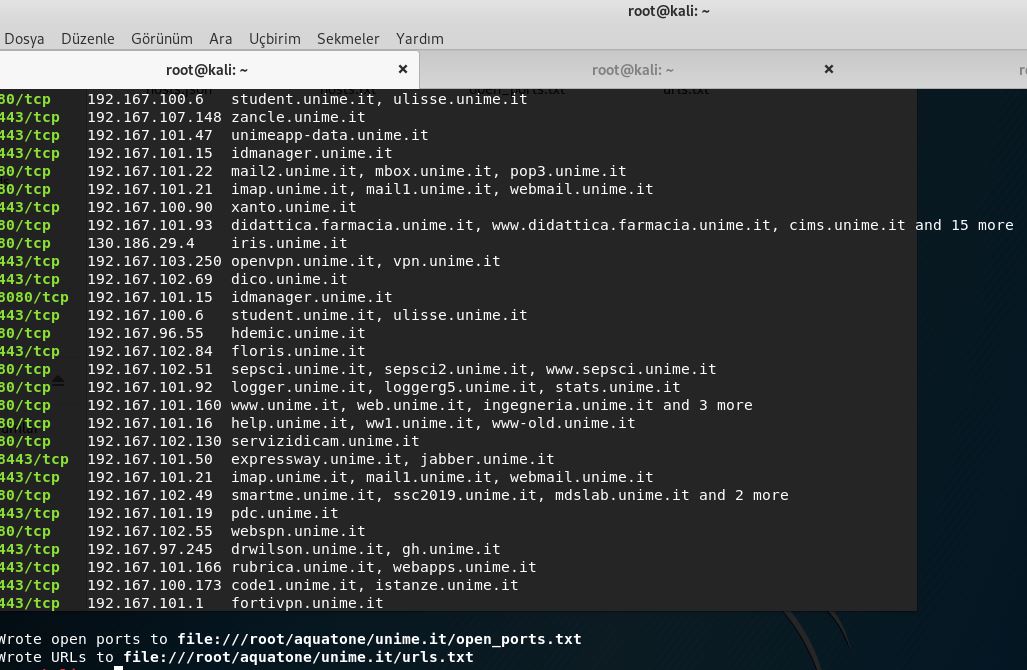 root@kali: ~
Dosya Düzenle Görünüm Ara Uçbirim Sekmeler Yardım
root@kali: ~ × root@kali: ~ ×
80/tcp 192.167.100.6 student.unime.it, ulisse.unime.it
443/tcp 192.167.107.148 zancle.unime.it
443/tcp 192.167.101.47 unimeapp-data.unime.it
443/tcp 192.167.101.15 idmanager.unime.it
80/tcp 192.167.101.22 mail2.unime.it, mbox.unime.it, pop3.unime.it
80/tcp 192.167.101.21 imap.unime.it, mail1.unime.it, webmail.unime.it
443/tcp 192.167.100.90 xanto.unime.it
80/tcp 192.167.101.93 didattica.farmacia.unime.it, www.didattica.farmacia.unime.it, cims.unime.it and 15 more
80/tcp 130.186.29.4 iris.unime.it
443/tcp 192.167.103.250 openvpn.unime.it, vpn.unime.it
443/tcp 192.167.102.69 dico.unime.it
8080/tcp 192.167.101.15 idmanager.unime.it
443/tcp 192.167.100.6 student.unime.it, ulisse.unime.it
80/tcp 192.167.96.55 hdemic.unime.it
443/tcp 192.167.102.84 floris.unime.it
80/tcp 192.167.102.51 sepsci.unime.it, sepsci2.unime.it, www.sepsci.unime.it
80/tcp 192.167.101.92 logger.unime.it, loggerg5.unime.it, stats.unime.it
80/tcp 192.167.101.160 www.unime.it, web.unime.it, ingegneria.unime.it and 3 more
80/tcp 192.167.101.16 help.unime.it, ww1.unime.it, www-old.unime.it
80/tcp 192.167.102.130 servizidicam.unime.it
8443/tcp 192.167.101.50 expressway.unime.it, jabber.unime.it
443/tcp 192.167.101.21 imap.unime.it, mail1.unime.it, webmail.unime.it
80/tcp 192.167.102.49 smartme.unime.it, ssc2019.unime.it, mdslab.unime.it and 2 more
443/tcp 192.167.101.19 pdc.unime.it
80/tcp 192.167.102.55 webspn.unime.it
443/tcp 192.167.97.245 drwilson.unime.it, gh.unime.it
443/tcp 192.167.101.166 rubrica.unime.it, webapps.unime.it
443/tcp 192.167.100.173 code1.unime.it, istanze.unime.it
443/tcp 192.167.101.1 fortivpn.unime.it
Wrote open ports to file:///root/aquatone/unime.it/open_ports.txt
Wrote URLs to file:///root/aquatone/unime.it/urls.txt